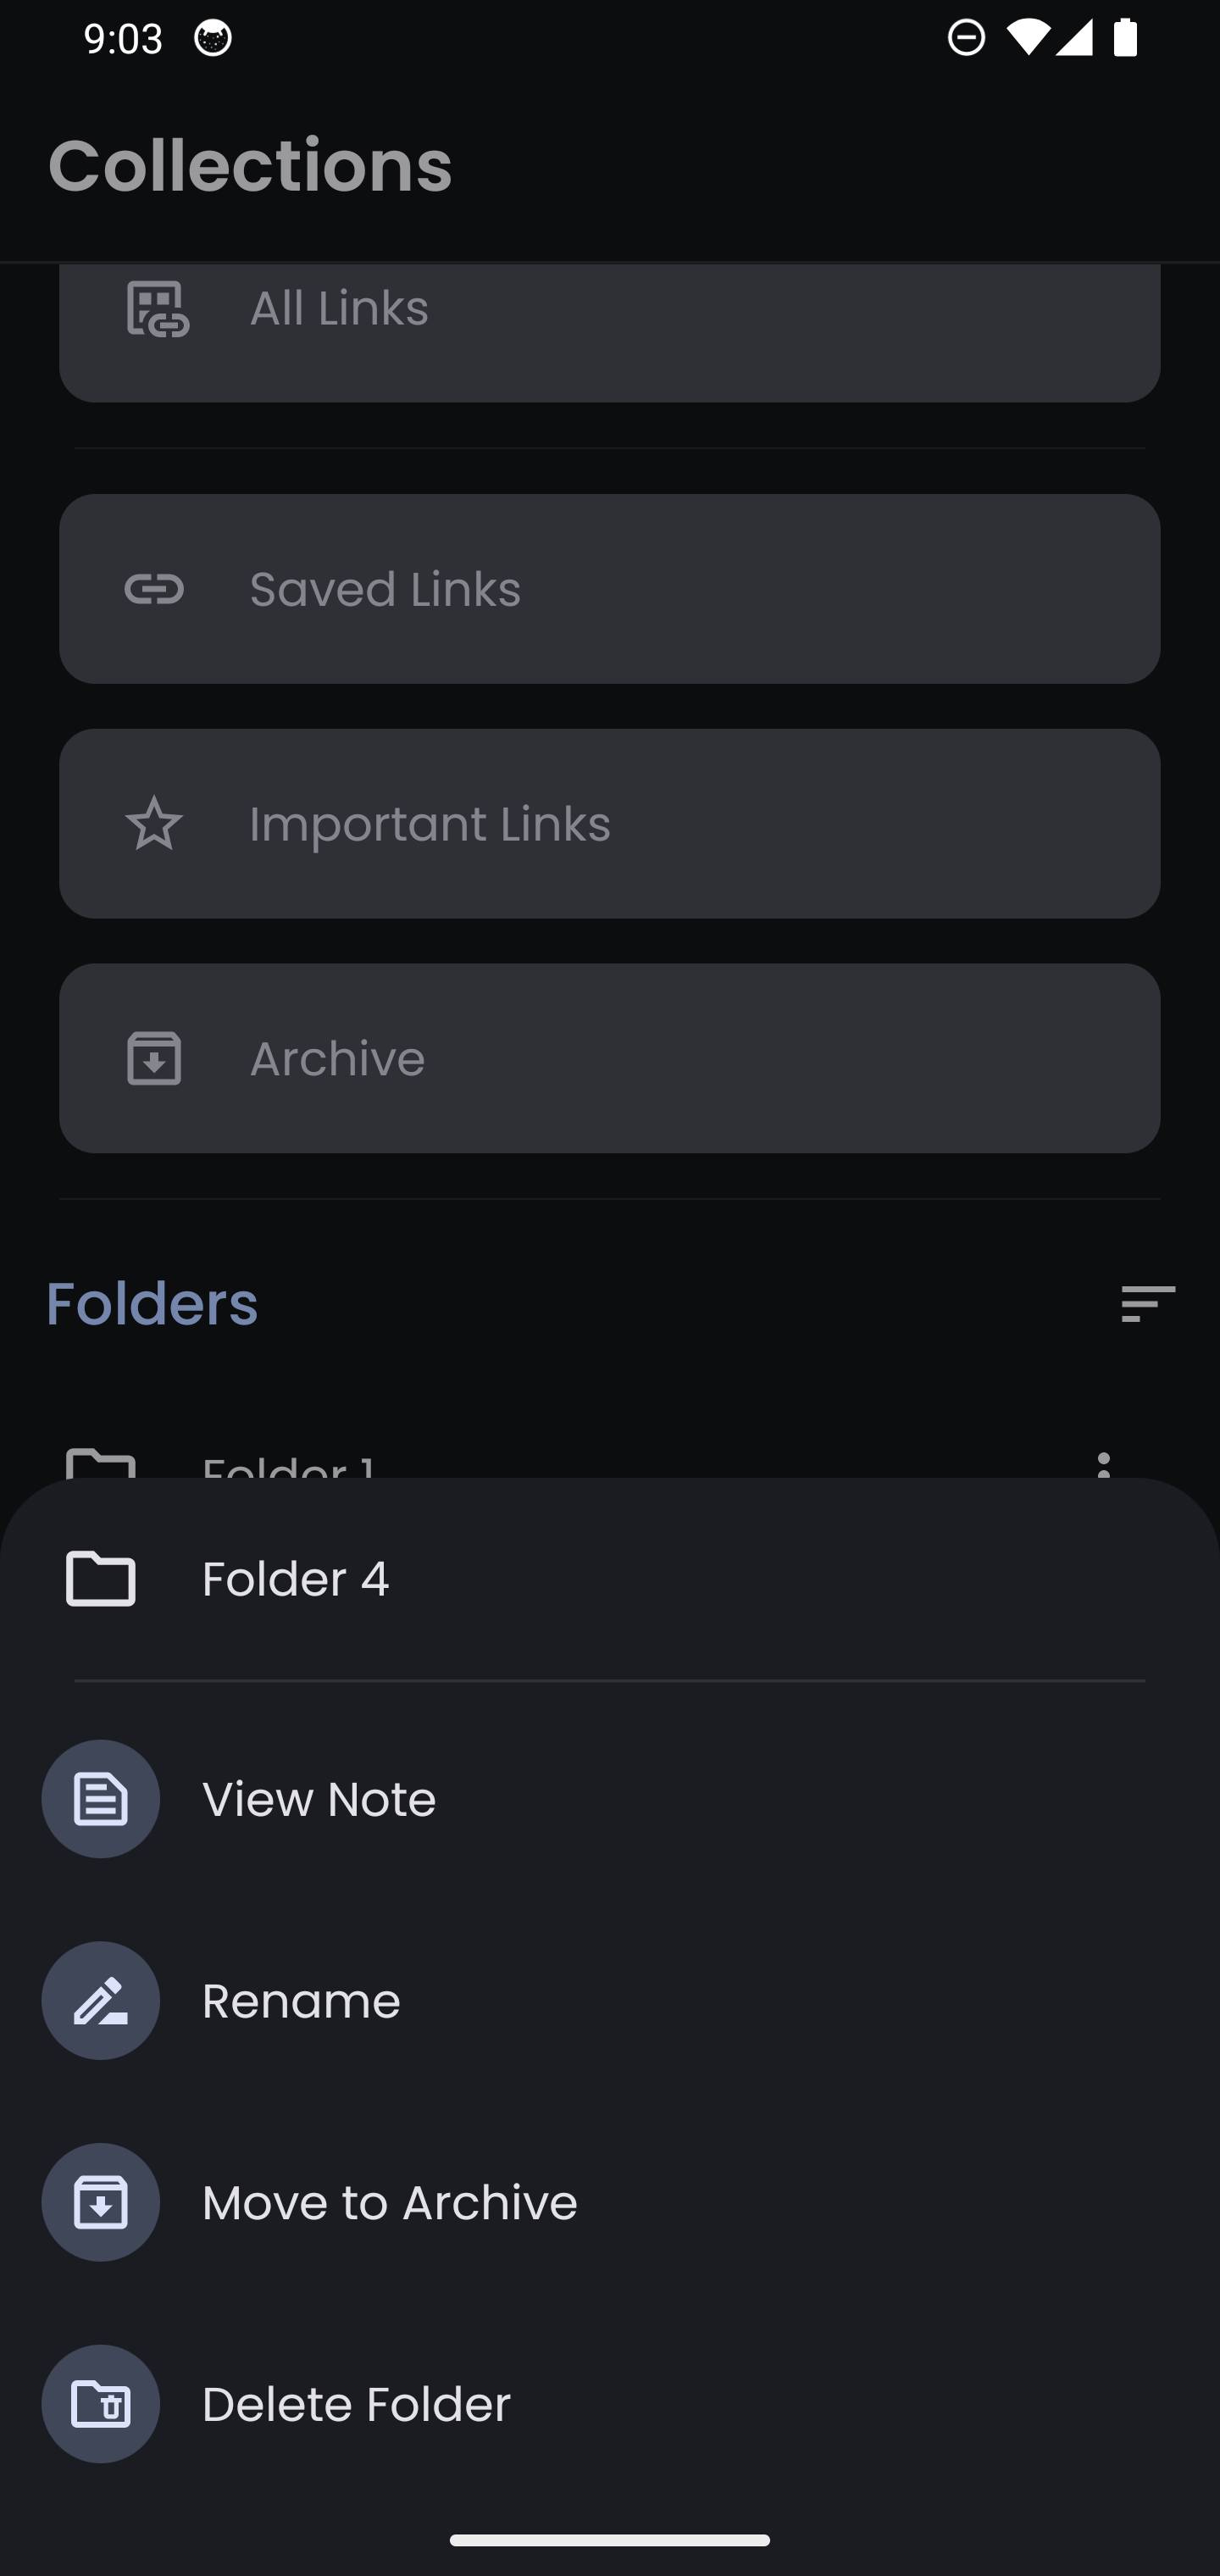 9:03
Collections
All Links
Saved Links
Important Links
Archive
Folders
Folder 1
Folder 4
View Note
Rename
Move to Archive
Delete Folder